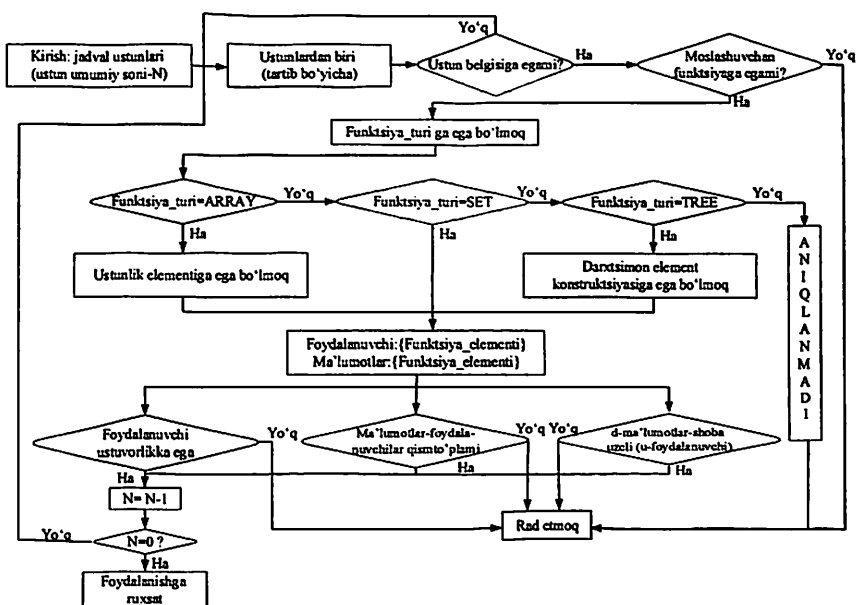 Yo‘q
Kirish: jadval ustunlari
(ustun umumiy soni-N)
Ustunlardan biri
(tartib bo‘yicha)
Ustun belgisiga egami?
Ha
Moslashuvchan
funktsiyaga egami?
Yo‘q
Ha
Funktsiya_turi ga ega bo‘lmoq
Funktsiya_turi=ARRAY
Yo‘q
Funktsiya_turi=SET
Yo‘q
Funktsiya_turi=TREE
Yo‘q
Ha
Ha
Ha
Ustunlik elementiga ega bo‘lmoq
Daraxtsimon element
konstruktsiyasiga ega bo‘lmoq
ANIQLANMADI
Foydalanuvchi:{Funktsiya_elementi}
Ma’lumotlar:{Funktsiya_elementi}
Foydalanuvchi
ustuvorlikka ega
Yo‘q
Ma’lumotlar-foydala-
nuvchilar qismto‘plami
Yo‘q
Yo‘q
d-ma’lumotlar-shoba
uzeli (u-foydalanuvchi)
Ha
Ha
Ha
N= N-1
Yo‘q
N=0 ?
Rad etmoq
Ha
Foydalanishga
ruxsat